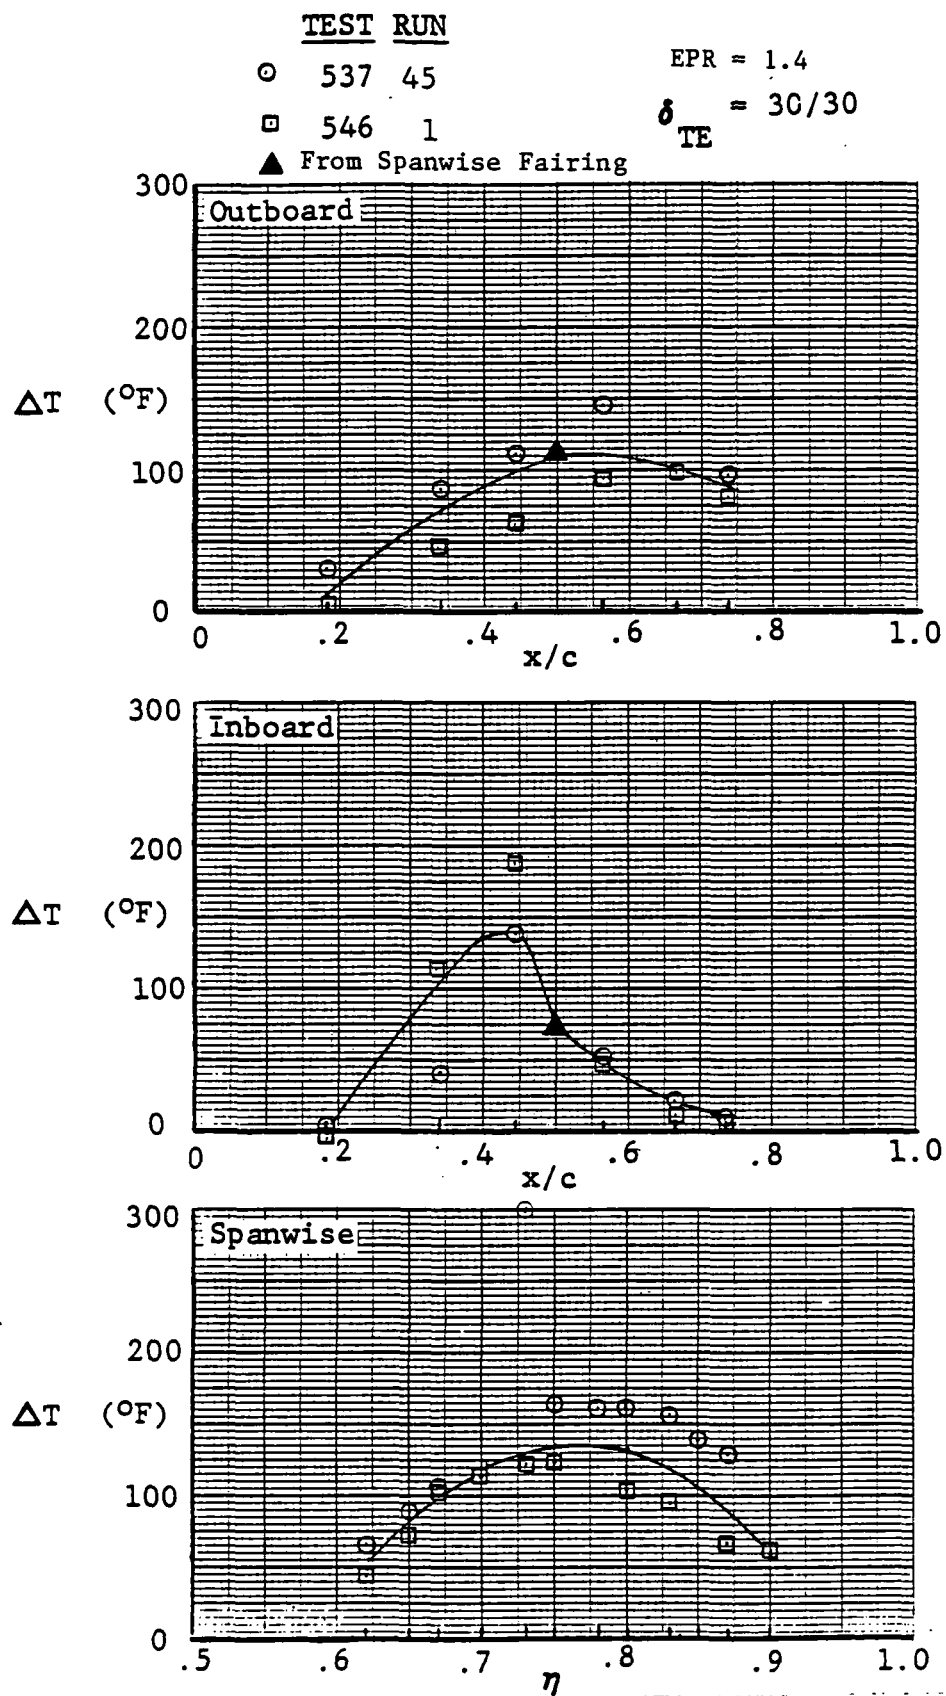 TEST RUN
⊙ 537 45
⊡ 546 1
▲ From Spanwise Fairing
EPR = 1.4
δTE = 30/30
Outboard
300
200
ΔT (°F)
100
0
0 .2 .4 .6 .8 1.0
x/c
Inboard
300
200
ΔT (°F)
100
0
0 .2 .4 .6 .8 1.0
x/c
Spanwise
300
200
ΔT (°F)
100
0
.5 .6 .7 .8 .9 1.0
η